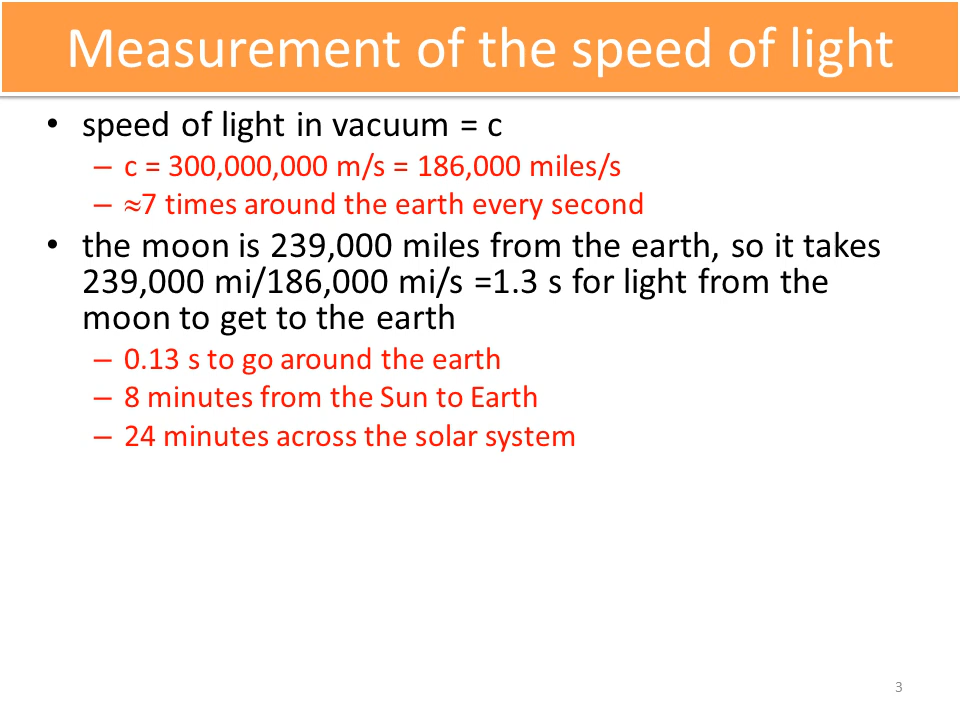 Measurement of the speed of light
• speed of light in vacuum = c
– c = 300,000,000 m/s = 186,000 miles/s
– ≈7 times around the earth every second
• the moon is 239,000 miles from the earth, so it takes
239,000 mi/186,000 mi/s =1.3 s for light from the
moon to get to the earth
– 0.13 s to go around the earth
– 8 minutes from the Sun to Earth
– 24 minutes across the solar system
3